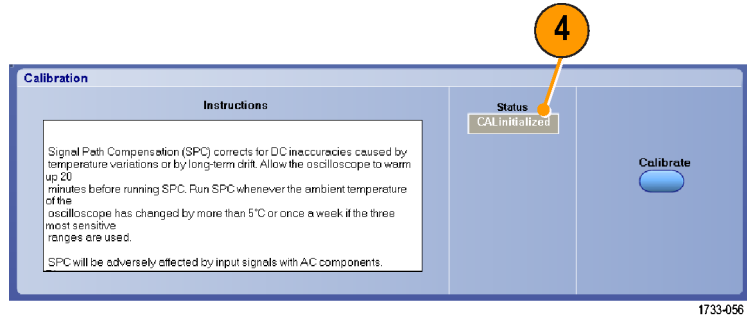 4
Calibration
Instructions
Status
CALinitialized
Signal Path Compensation (SPC) corrects for DC inaccuracies caused by
temperature variations or by long-term drift. Allow the oscilloscope to warm
up 20
minutes before running SPC. Run SPC whenever the ambient temperature
of the
oscilloscope has changed by more than 5°C or once a week if the three
most sensitive
ranges are used.
SPC will be adversely affected by input signals with AC components.
Calibrate
1733-056